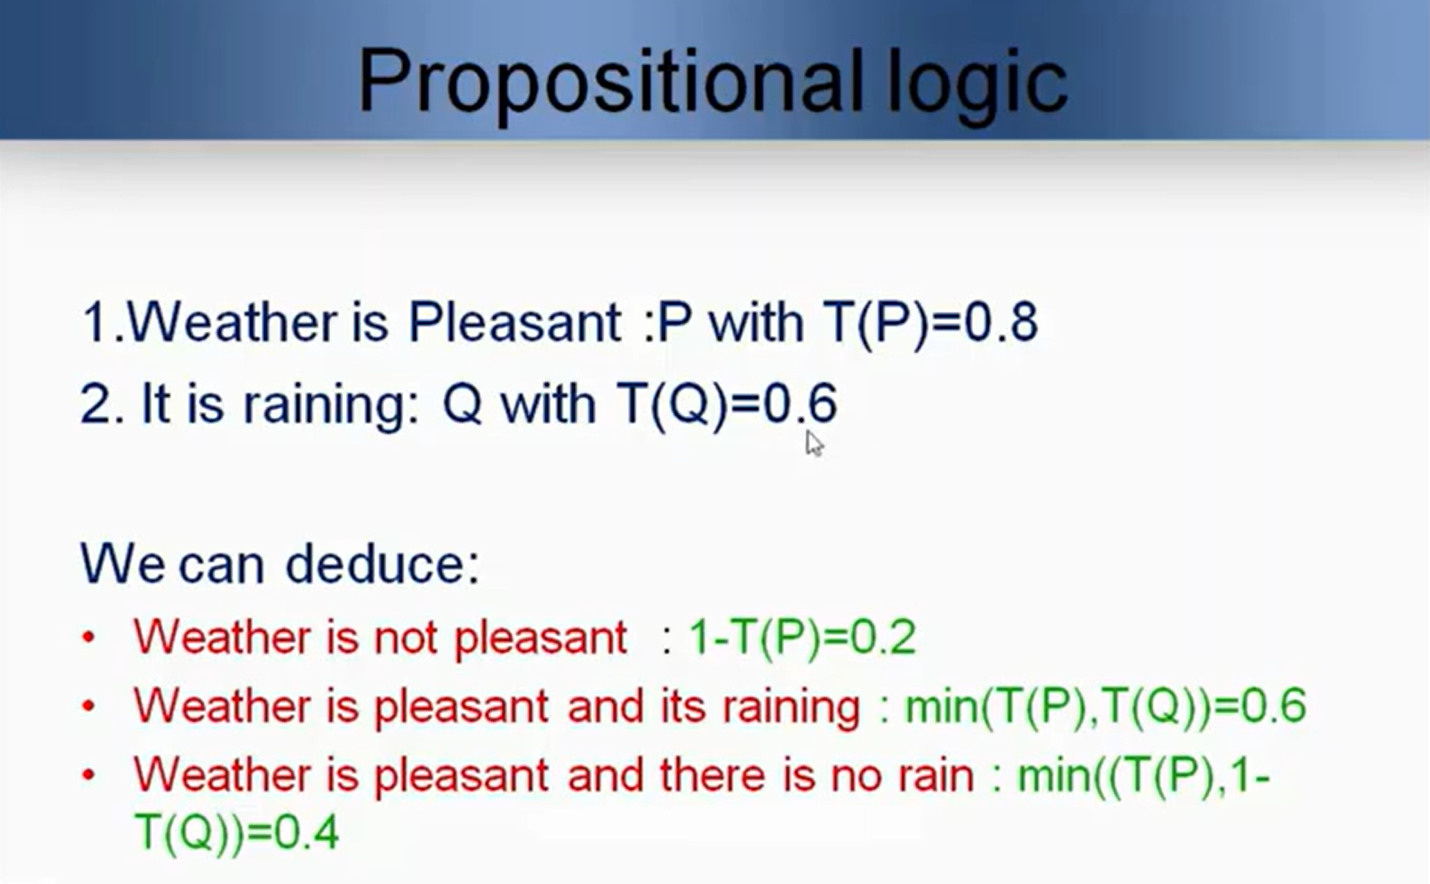 Propositional logic
1.Weather is Pleasant :P with T(P)=0.8
2. It is raining: Q with T(Q)=0.6
We can deduce:
• Weather is not pleasant : 1-T(P)=0.2
• Weather is pleasant and its raining : min(T(P),T(Q))=0.6
• Weather is pleasant and there is no rain : min((T(P),1-
T(Q))=0.4